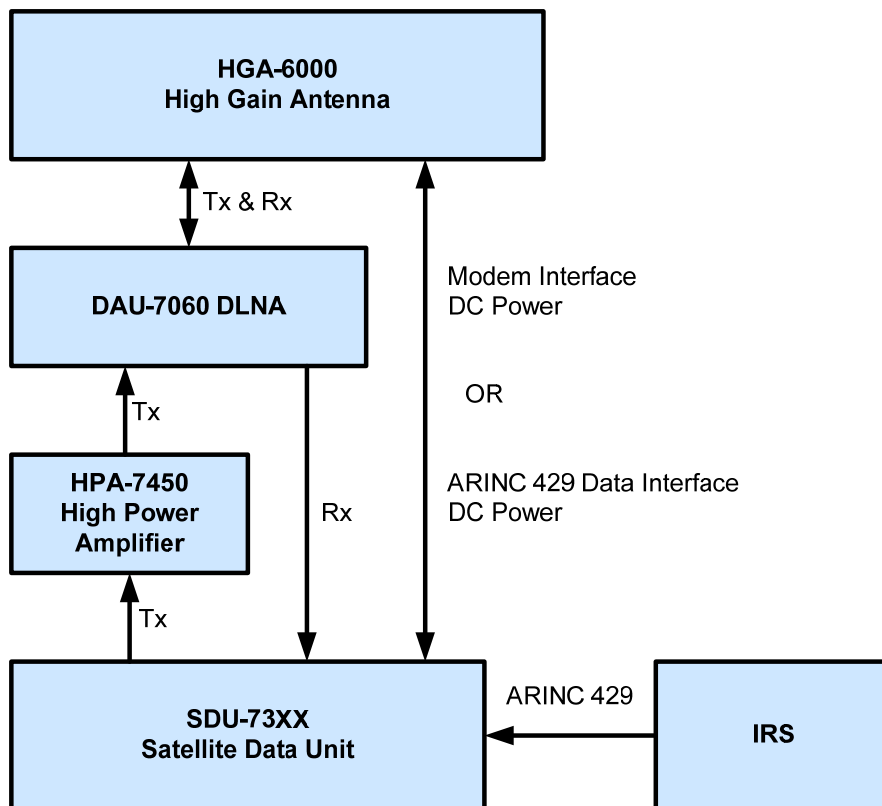 HGA-6000
High Gain Antenna
Tx & Rx
DAU-7060 DLNA
Modem Interface
DC Power
OR
Tx
HPA-7450
High Power
Amplifier
Rx
ARINC 429 Data Interface
DC Power
Tx
SDU-73XX
Satellite Data Unit
ARINC 429
IRS